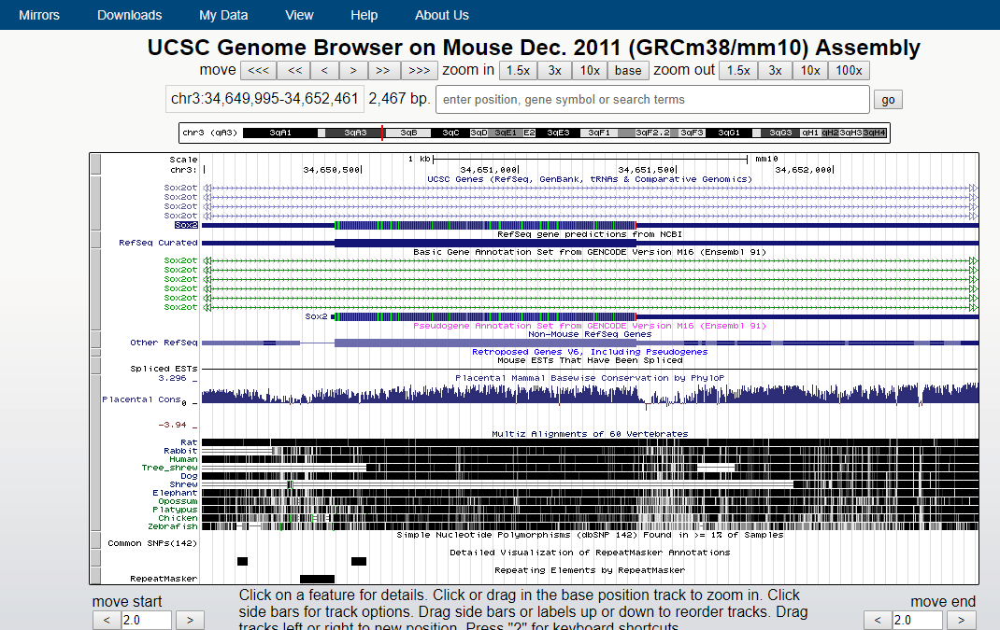 Mirrors Downloads My Data View Help About Us
UCSC Genome Browser on Mouse Dec. 2011 (GRCm38/mm10) Assembly
move <<< << < > >> >>> zoom in 1.5x 3x 10x base zoom out 1.5x 3x 10x 100x
chr3:34,649,995-34,652,461 2,467 bp. enter position, gene symbol or search terms go
chr3 (qA3) 3qA1 3qA3 3qB 3qC 3qD 3qE1 E2 3qE3 3qF1 3qF2.2 3qF3 3qG1 3qG3 qH1 qH2 3qH3 3qH4
Scale 1 kb mm10
chr3: 34,650,500 34,651,000 34,651,500 34,652,000
UCSC Genes (RefSeq, GenBank, tRNAs & Comparative Genomics)
Sox2ot
Sox2ot
Sox2ot
Sox2ot
Sox2
RefSeq gene predictions from NCBI
RefSeq Curated
Basic Gene Annotation Set from GENCODE Version M16 (Ensembl 91)
Sox2ot
Sox2ot
Sox2ot
Sox2ot
Sox2ot
Sox2ot
Sox2
Pseudogene Annotation Set from GENCODE Version M16 (Ensembl 91)
Non-Mouse RefSeq Genes
Other RefSeq
Retroposed Genes V6, Including Pseudogenes
Mouse ESTs That Have Been Spliced
Spliced ESTs
Placental Mammal Basewise Conservation by PhyloP
3.296 _
Placental Cons
0 _
-3.94 _
Multiz Alignments of 60 Vertebrates
Rat
Rabbit
Human
Tree_shrew
Dog
Shrew
Elephant
Opossum
Platypus
Chicken
Zebrafish
Simple Nucleotide Polymorphisms (dbSNP 142) Found in >= 1% of Samples
Common SNPs(142)
Detailed Visualization of RepeatMasker Annotations
Repeating Elements by RepeatMasker
RepeatMasker
move start
< 2.0 >
Click on a feature for details. Click or drag in the base position track to zoom in. Click
side bars for track options. Drag side bars or labels up or down to reorder tracks. Drag
tracks left or right to new position. Press "?" for keyboard shortcuts.
move end
< 2.0 >